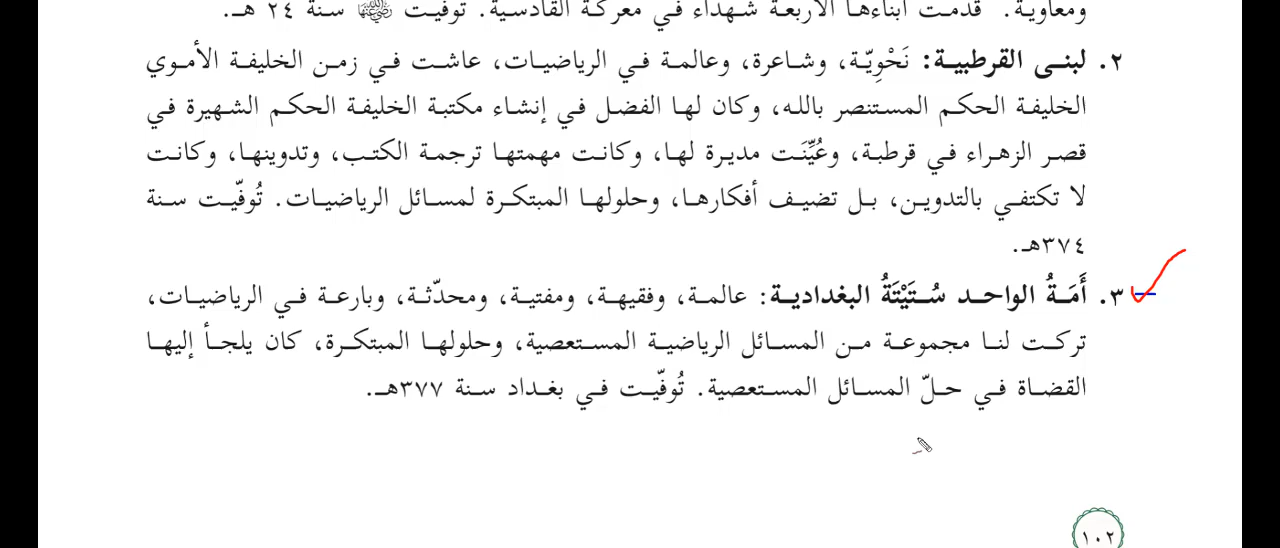 ومعاوية. قدمت أبناءها الأربعة شهداء في معركة القادسية. توفيت رضي الله عنها سنة ٢٤ هـ.
٢. لبنى القرطبية: نَحْوِيّة، وشاعرة، وعالمة في الرياضيات، عاشت في زمن الخليفة الأموي
الخليفة الحكم المستنصر بالله، وكان لها الفضل في إنشاء مكتبة الخليفة الحكم الشهيرة في
قصر الزهراء في قرطبة، وعُيِّنَت مديرة لها، وكانت مهمتها ترجمة الكتب، وتدوينها، وكانت
لا تكتفي بالتدوين، بل تضيف أفكارها، وحلولها المبتكرة لمسائل الرياضيات. تُوفّيت سنة
٣٧٤هـ.
٣. أَمَةُ الواحد سُتَيْتَةُ البغدادية: عالمة، وفقيهة، ومفتية، ومحدّثة، وبارعة في الرياضيات،
تركت لنا مجموعة من المسائل الرياضية المستعصية، وحلولها المبتكرة، كان يلجأ إليها
القضاة في حلّ المسائل المستعصية. تُوفّيت في بغداد سنة ٣٧٧هـ.
١٠٢